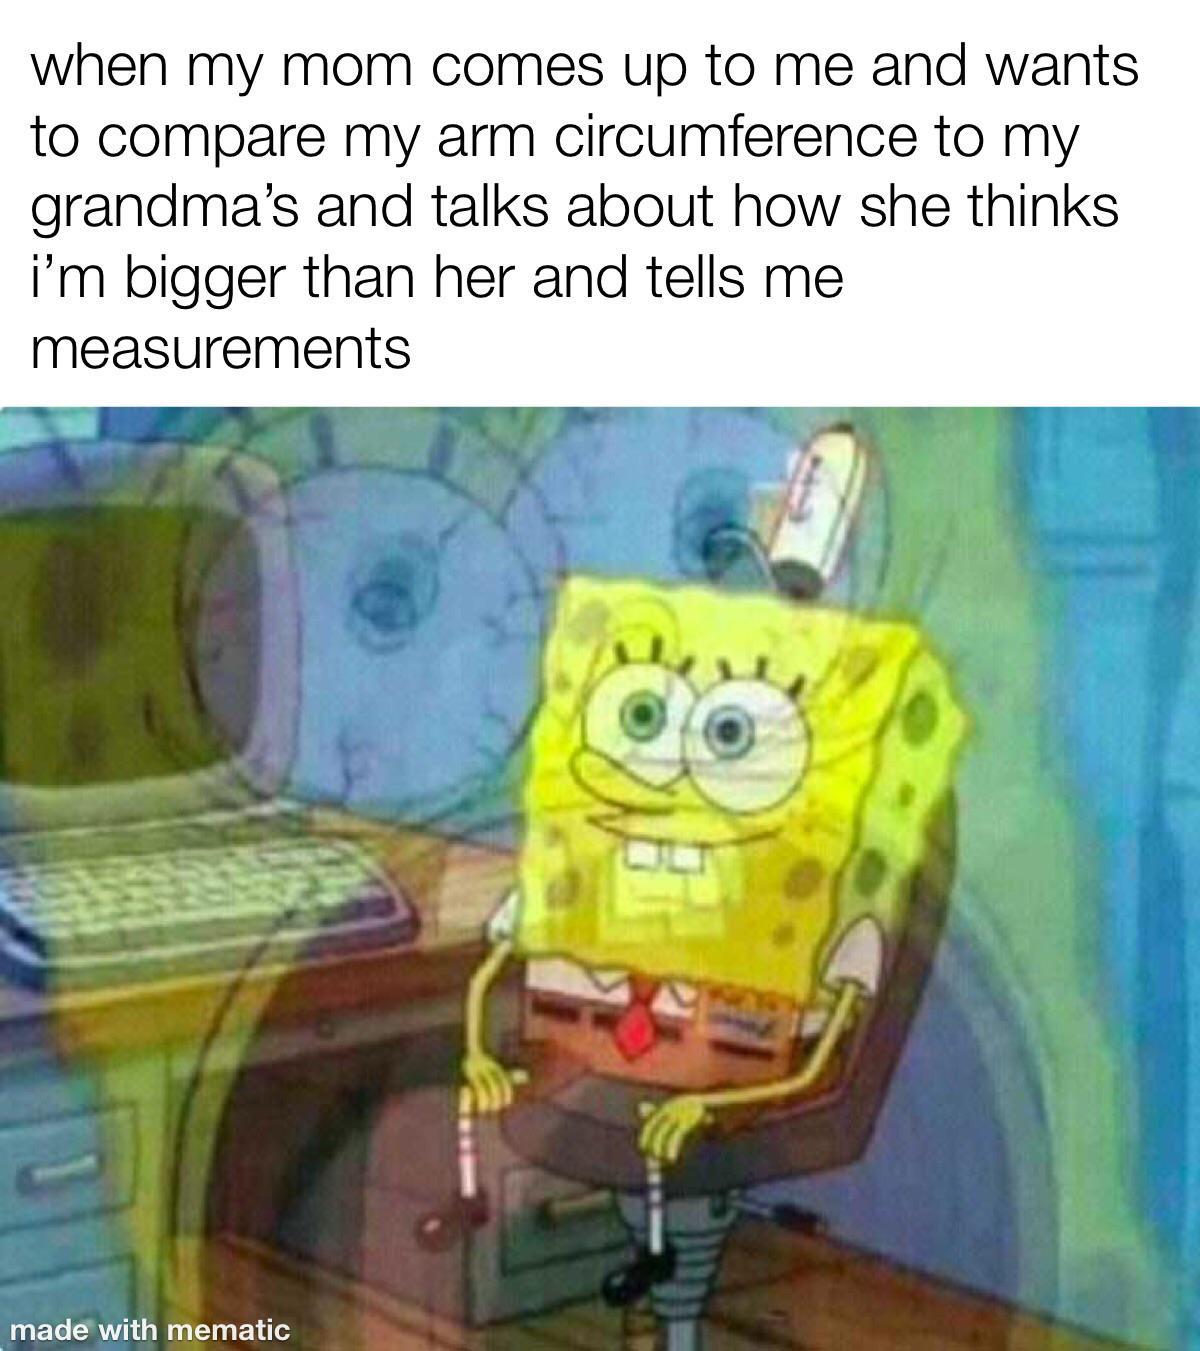 when my mom comes up to me and wants
to compare my arm circumference to my
grandma’s and talks about how she thinks
i’m bigger than her and tells me
measurements
made with mematic